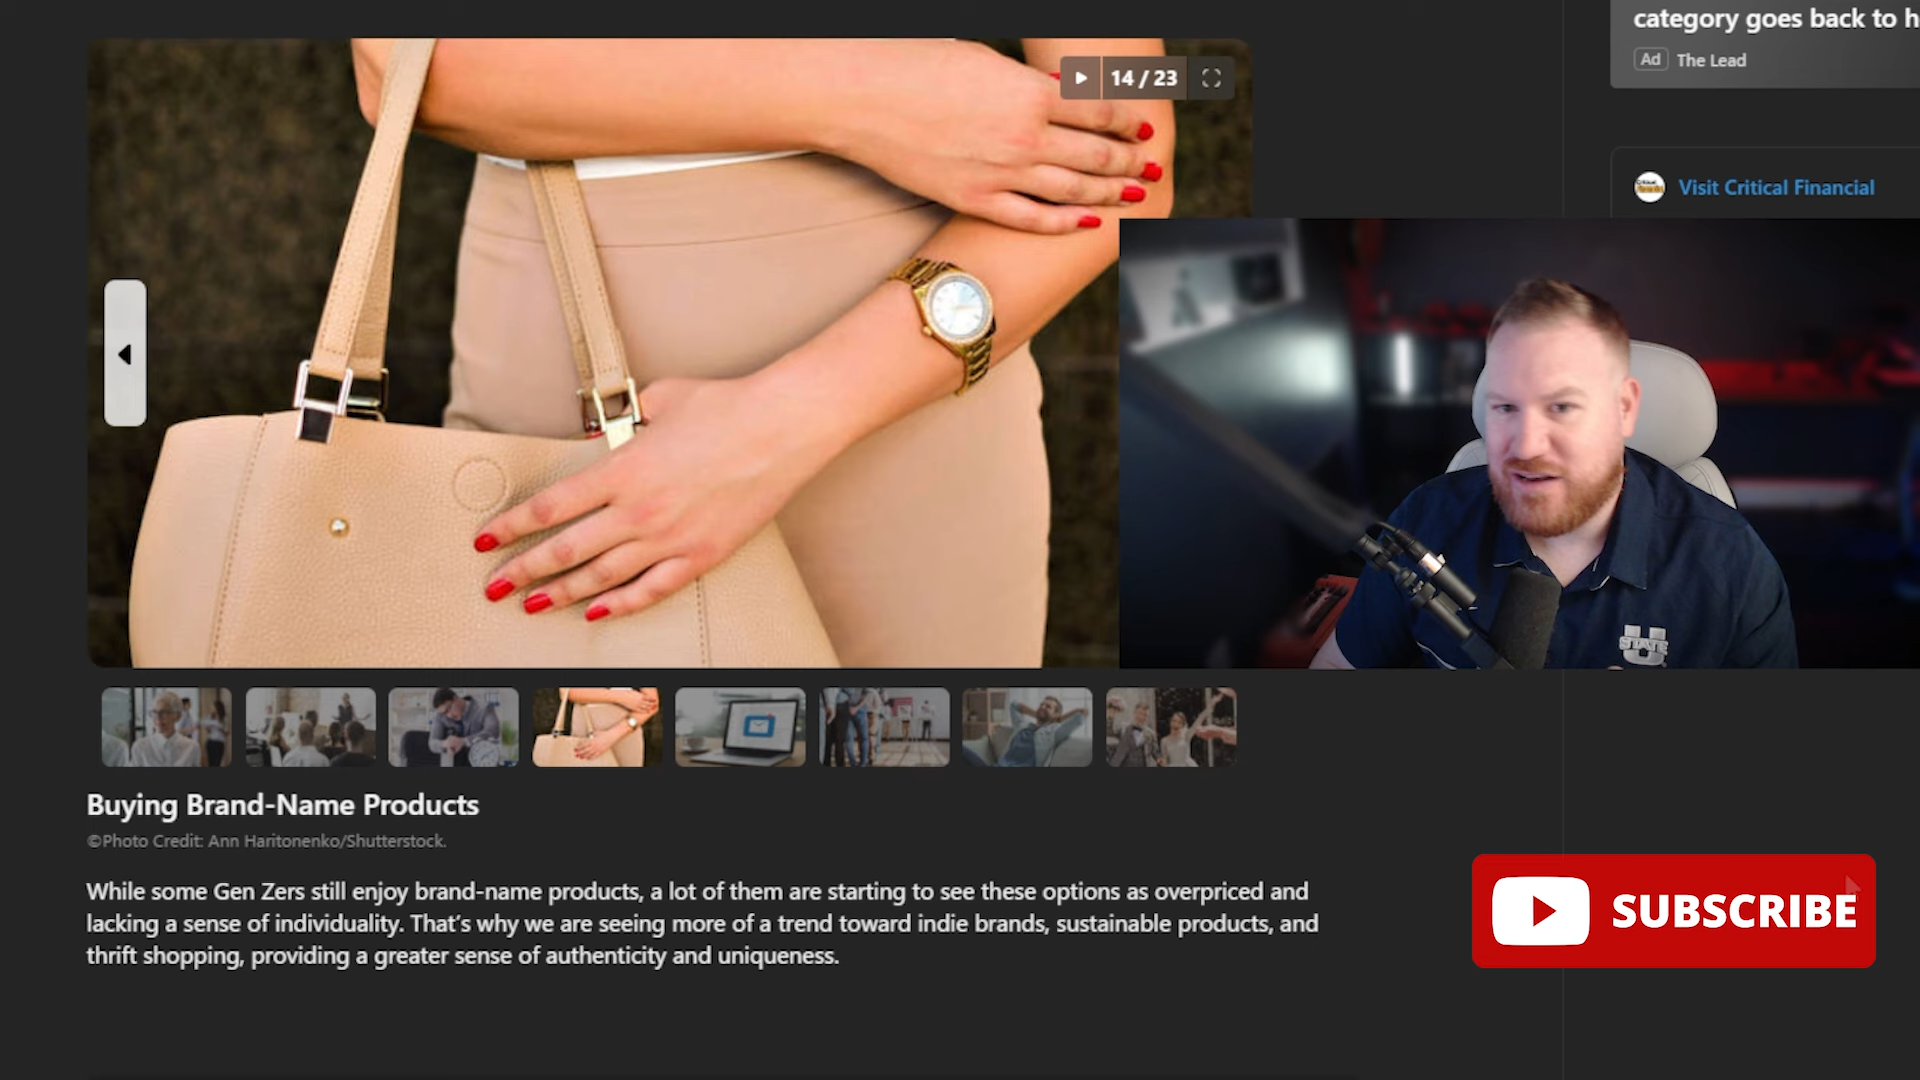 category goes back to h
Ad The Lead
14 / 23
Visit Critical Financial
STATE
Buying Brand-Name Products
©Photo Credit: Ann Haritonenko/Shutterstock.
While some Gen Zers still enjoy brand-name products, a lot of them are starting to see these options as overpriced and
lacking a sense of individuality. That's why we are seeing more of a trend toward indie brands, sustainable products, and
thrift shopping, providing a greater sense of authenticity and uniqueness.
SUBSCRIBE